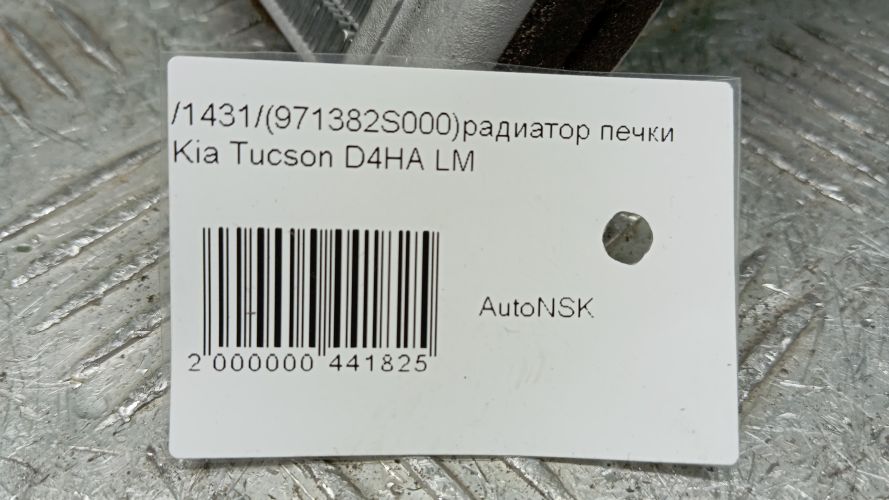 /1431/(971382S000)радиатор печки
Kia Tucson D4HA LM
AutoNSK
2 000000 441825